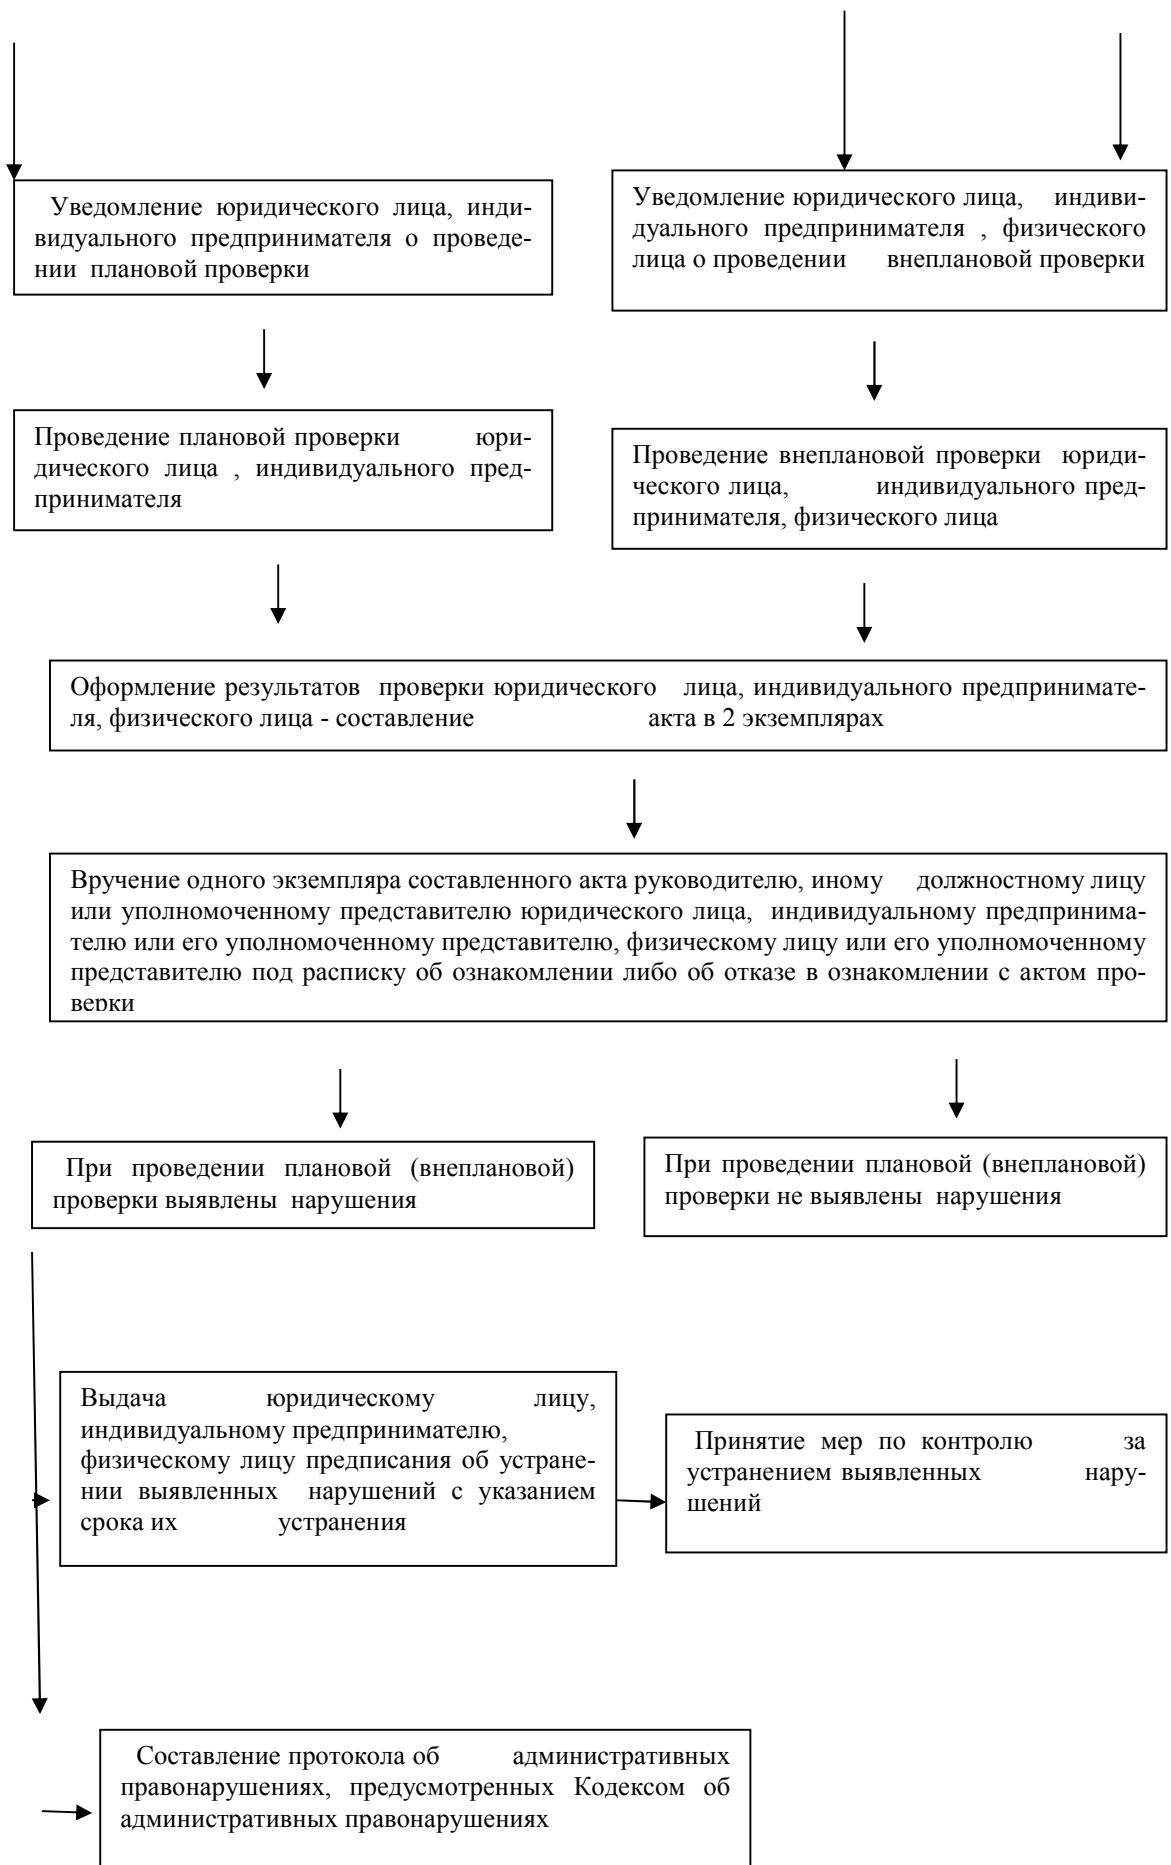 Уведомление юридического лица, инди-
видуального предпринимателя о проведе-
нии плановой проверки
Уведомление юридического лица, индиви-
дуального предпринимателя , физического
лица о проведении внеплановой проверки
Проведение плановой проверки юри-
дического лица , индивидуального пред-
принимателя
Проведение внеплановой проверки юриди-
ческого лица, индивидуального пред-
принимателя, физического лица
Оформление результатов проверки юридического лица, индивидуального предпринимате-
ля, физического лица - составление акта в 2 экземплярах
Вручение одного экземпляра составленного акта руководителю, иному должностному лицу
или уполномоченному представителю юридического лица, индивидуальному предпринима-
телю или его уполномоченному представителю, физическому лицу или его уполномоченному
представителю под расписку об ознакомлении либо об отказе в ознакомлении с актом про-
верки
При проведении плановой (внеплановой)
проверки выявлены нарушения
При проведении плановой (внеплановой)
проверки не выявлены нарушения
Выдача юридическому лицу,
индивидуальному предпринимателю,
физическому лицу предписания об устране-
нии выявленных нарушений с указанием
срока их устранения
Принятие мер по контролю за
устранением выявленных нару-
шений
Составление протокола об административных
правонарушениях, предусмотренных Кодексом об
административных правонарушениях